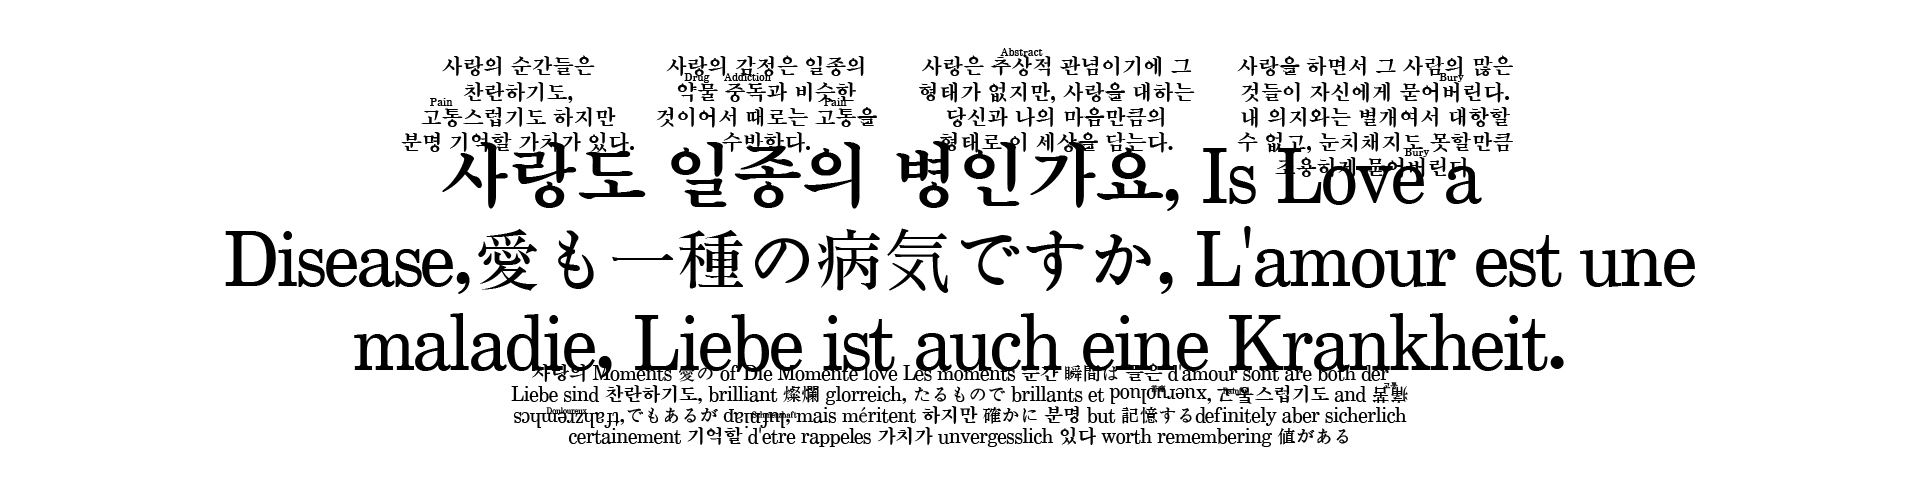 사랑의 순간들은
찬란하기도,
Pain
고통스럽기도 하지만
분명 기억할 가치가 있다.
사랑의 감정은 일종의
Drug Addiction
약물 중독과 비슷한
Pain
것이어서 때로는 고통을
수반한다.
Abstract
사랑은 추상적 관념이기에 그
형태가 없지만, 사랑을 대하는
당신과 나의 마음만큼의
형태로 이 세상을 담는다.
사랑을 하면서 그 사람의 많은
Bury
것들이 자신에게 묻어버린다.
내 의지와는 별개여서 대항할
수 없고, 눈치채지도 못할만큼
Bury
조용하게 묻어버린다
사랑도 일종의 병인가요, Is Love a
Disease,愛も一種の病気ですか, L'amour est une
maladie, Liebe ist auch eine Krankheit.
사랑의 Moments 愛の of Die Momente love Les moments 순간 瞬間は 들은 d'amour sont are both der
Liebe sind 찬란하기도, brilliant 燦爛 glorreich, たるもので brillants et douloureux, 고통스럽기도 and
Douloureux
schmerzhaft,でもあるが painful, mais méritent 하지만 確かに 분명 but 記憶するdefinitely aber sicherlich
certainement 기억할 d'etre rappeles 가치가 unvergesslich 있다 worth remembering 値がある